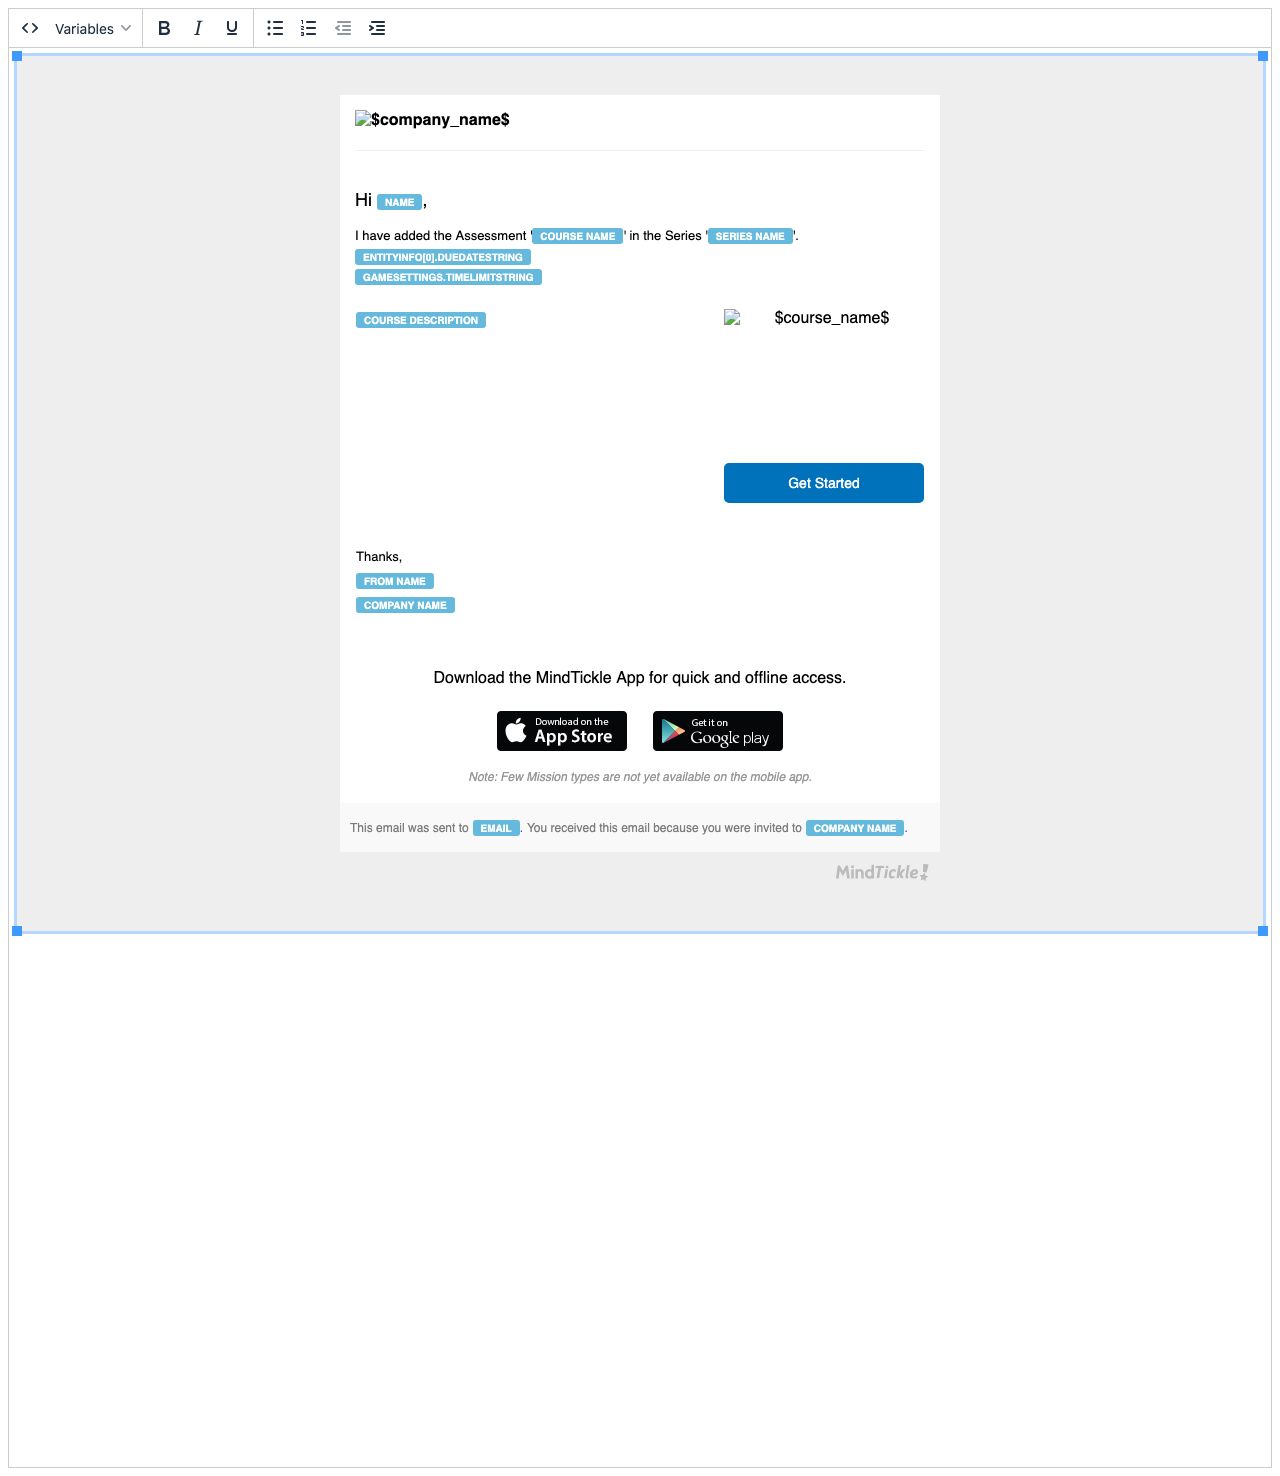 Variables
$company_name$
Hi NAME,
I have added the Assessment 'COURSE NAME' in the Series 'SERIES NAME'.
ENTITYINFO[0].DUEDATESTRING
GAMESETTINGS.TIMELIMITSTRING
COURSE DESCRIPTION
$course_name$
Get Started
Thanks,
FROM NAME
COMPANY NAME
Download the MindTickle App for quick and offline access.
Download on the
App Store
Get it on
Google play
Note: Few Mission types are not yet available on the mobile app.
This email was sent to EMAIL. You received this email because you were invited to COMPANY NAME.
MindTickle!